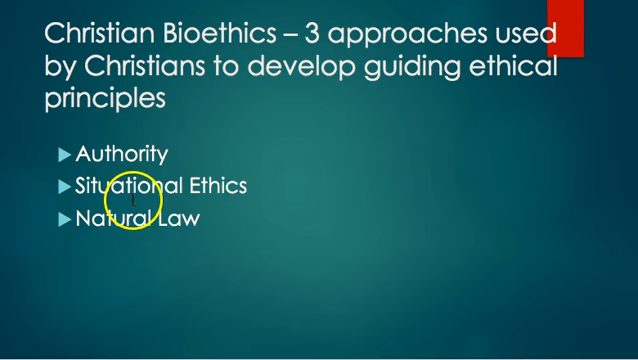 Christian Bioethics – 3 approaches used
by Christians to develop guiding ethical
principles
Authority
Situational Ethics
Natural Law